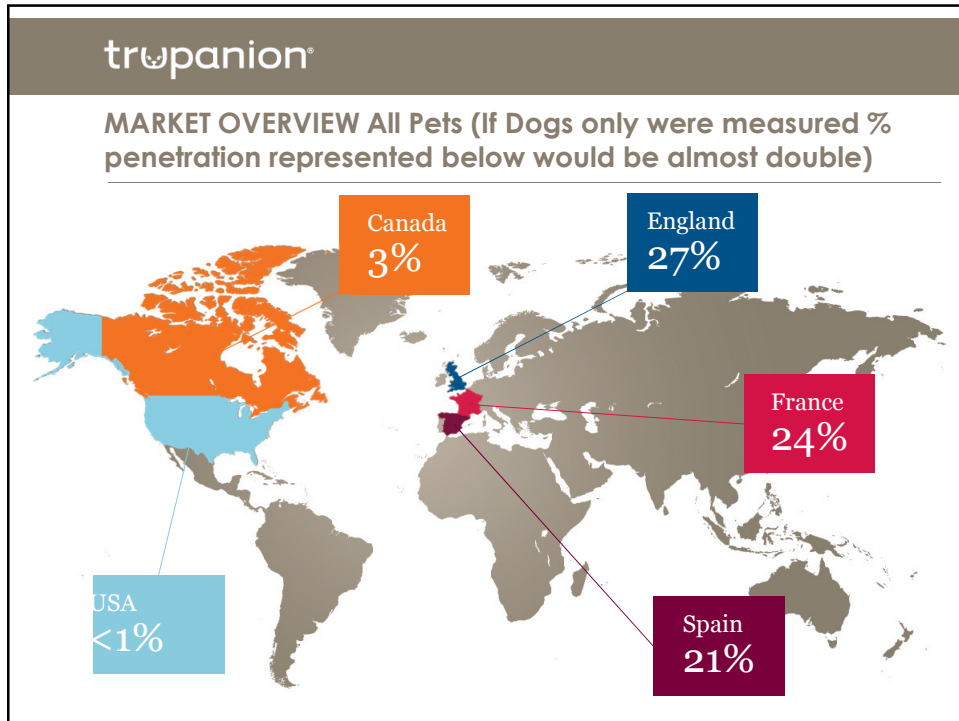 trupanion®
MARKET OVERVIEW All Pets (If Dogs only were measured %
penetration represented below would be almost double)
Canada
3%
England
27%
France
24%
USA
<1%
Spain
21%